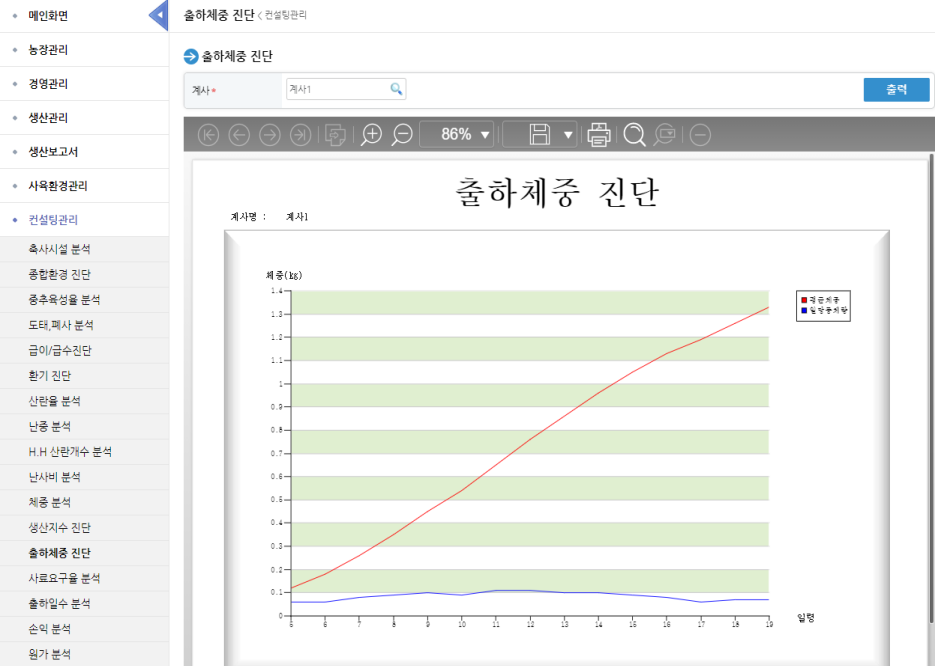 메인화면
농장관리
경영관리
생산관리
생산보고서
사육환경관리
컨설팅관리
축사시설 분석
종합환경 진단
중추육성율 분석
도태,폐사 분석
급이/급수진단
환기 진단
산란율 분석
난중 분석
H.H 산란개수 분석
난사비 분석
체중 분석
생산지수 진단
출하체중 진단
사료요구율 분석
출하일수 분석
손익 분석
원가 분석
출하체중 진단 < 컨설팅관리
출하체중 진단
계사* 계사1 출력
86%
출하체중 진단
계사명 : 계사1
체중(kg)
1.4
1.3
1.2
1.1
1
0.9
0.8
0.7
0.6
0.5
0.4
0.3
0.2
0.1
0
5 6 7 8 9 10 11 12 13 14 15 16 17 18 19
일령
평균체중
일당증체량